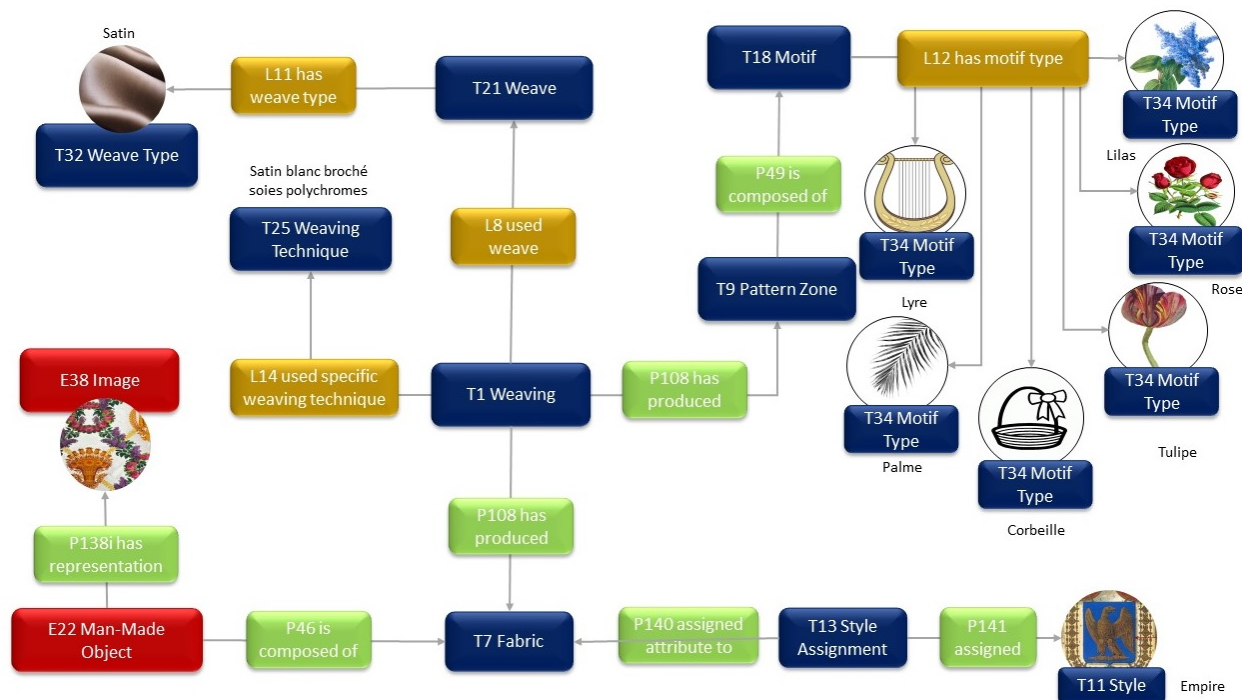 Satin
L11 has
weave type
T21 Weave
T32 Weave Type
T18 Motif
L12 has motif type
T34 Motif
Type
Lilas
Satin blanc broché
soies polychromes
T25 Weaving
Technique
L8 used
weave
P49 is
composed of
T34 Motif
Type
Lyre
T34 Motif
Type
Rose
T9 Pattern Zone
E38 Image
L14 used specific
weaving technique
T1 Weaving
P108 has
produced
T34 Motif
Type
Palme
T34 Motif
Type
Tulipe
T34 Motif
Type
Corbeille
P138i has
representation
P108 has
produced
E22 Man-Made
Object
P46 is
composed of
T7 Fabric
P140 assigned
attribute to
T13 Style
Assignment
P141
assigned
T11 Style
Empire